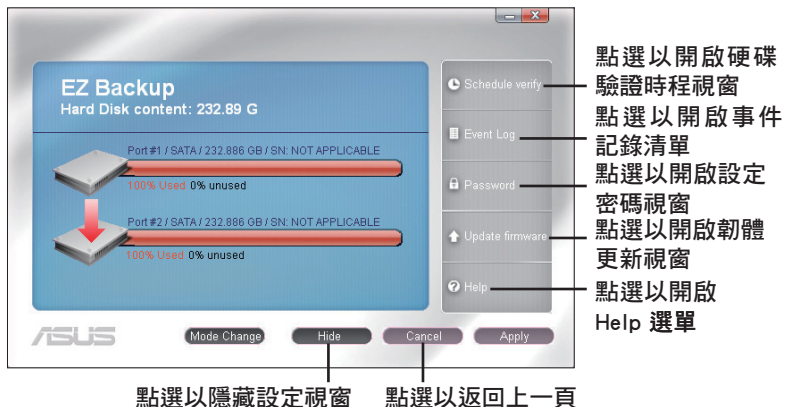 EZ Backup
Hard Disk content: 232.89 G
Port#1 / SATA / 232.886 GB / SN: NOT APPLICABLE
100% Used 0% unused
Port#2 / SATA / 232.886 GB / SN: NOT APPLICABLE
100% Used 0% unused
Schedule verify
Event Log
Password
Update firmware
Help
點選以開啟硬碟
驗證時程視窗
點選以開啟事件
記錄清單
點選以開啟設定
密碼視窗
點選以開啟韌體
更新視窗
點選以開啟
Help 選單
ASUS
Mode Change
Hide
Cancel
Apply
點選以隱藏設定視窗
點選以返回上一頁